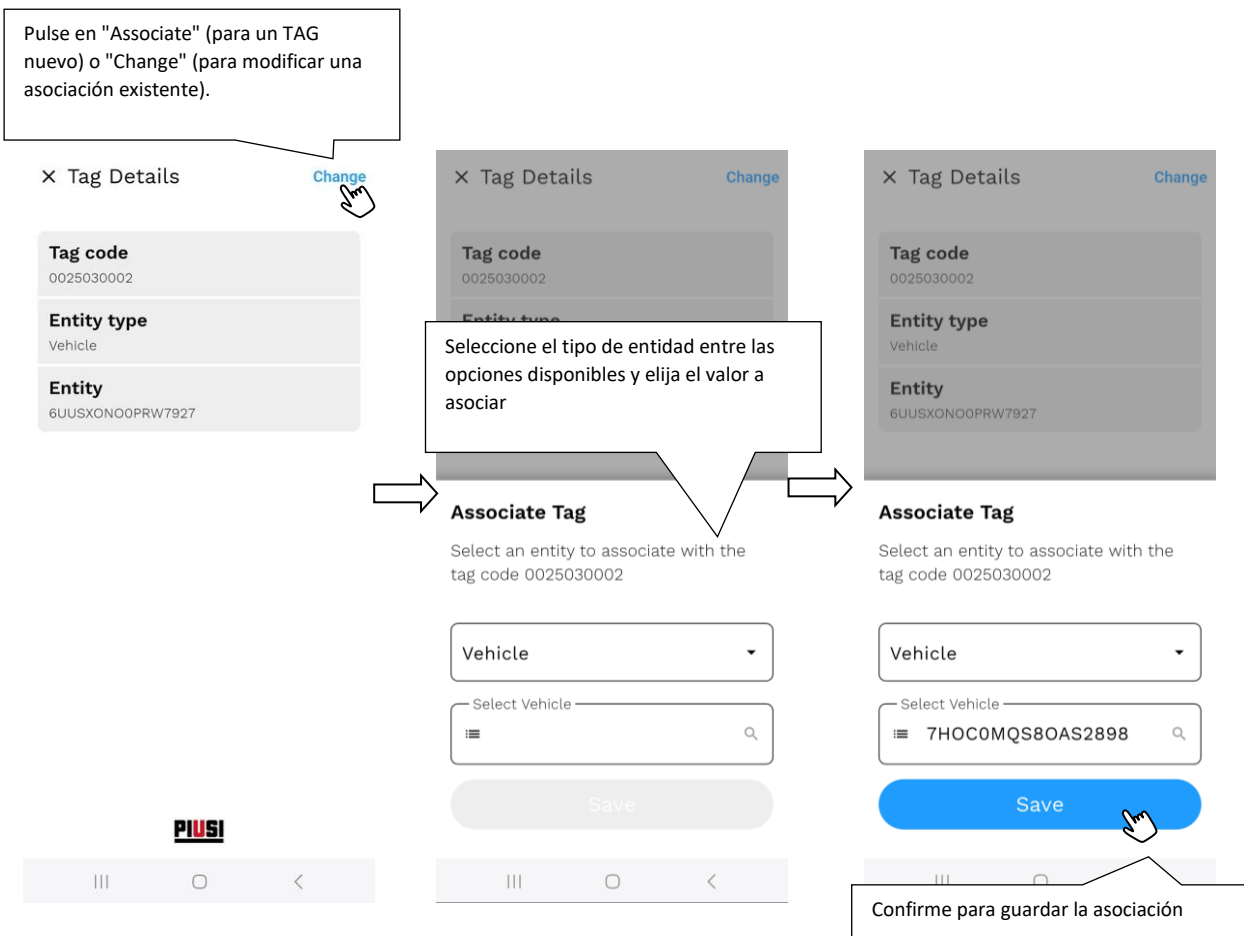 Pulse en "Associate" (para un TAG
nuevo) o "Change" (para modificar una
asociación existente).
× Tag Details
Change
Tag code
0025030002
Entity type
Vehicle
Entity
6UUSXONO0PRW7927
PIUSI
× Tag Details
Change
Tag code
0025030002
Entity type
Seleccione el tipo de entidad entre las
opciones disponibles y elija el valor a
asociar
Associate Tag
Select an entity to associate with the
tag code 0025030002
Vehicle
Select Vehicle
Save
× Tag Details
Change
Tag code
0025030002
Entity type
Vehicle
Entity
6UUSXONO0PRW7927
Associate Tag
Select an entity to associate with the
tag code 0025030002
Vehicle
Select Vehicle
7HOC0MQS8OAS2898
Save
Confirme para guardar la asociación